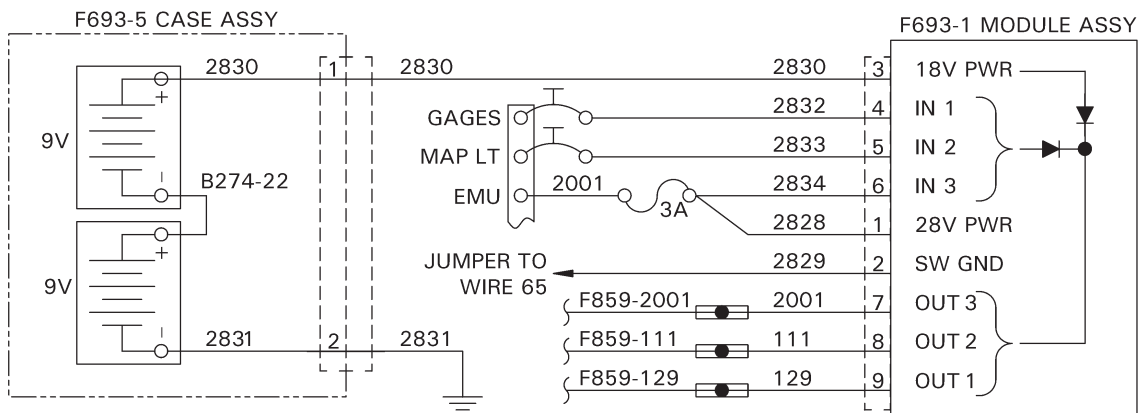 F693-5 CASE ASSY
F693-1 MODULE ASSY
2830 1 2830 2830 3 18V PWR
+
9V
GAGES 2832 4 IN 1
MAP LT 2833 5 IN 2
– B274-22
EMU 2001 3A 2834 6 IN 3
2828 1 28V PWR
+
9V
JUMPER TO
WIRE 65
2829 2 SW GND
F859-2001 2001 7 OUT 3
–
2831 2 2831
F859-111 111 8 OUT 2
F859-129 129 9 OUT 1